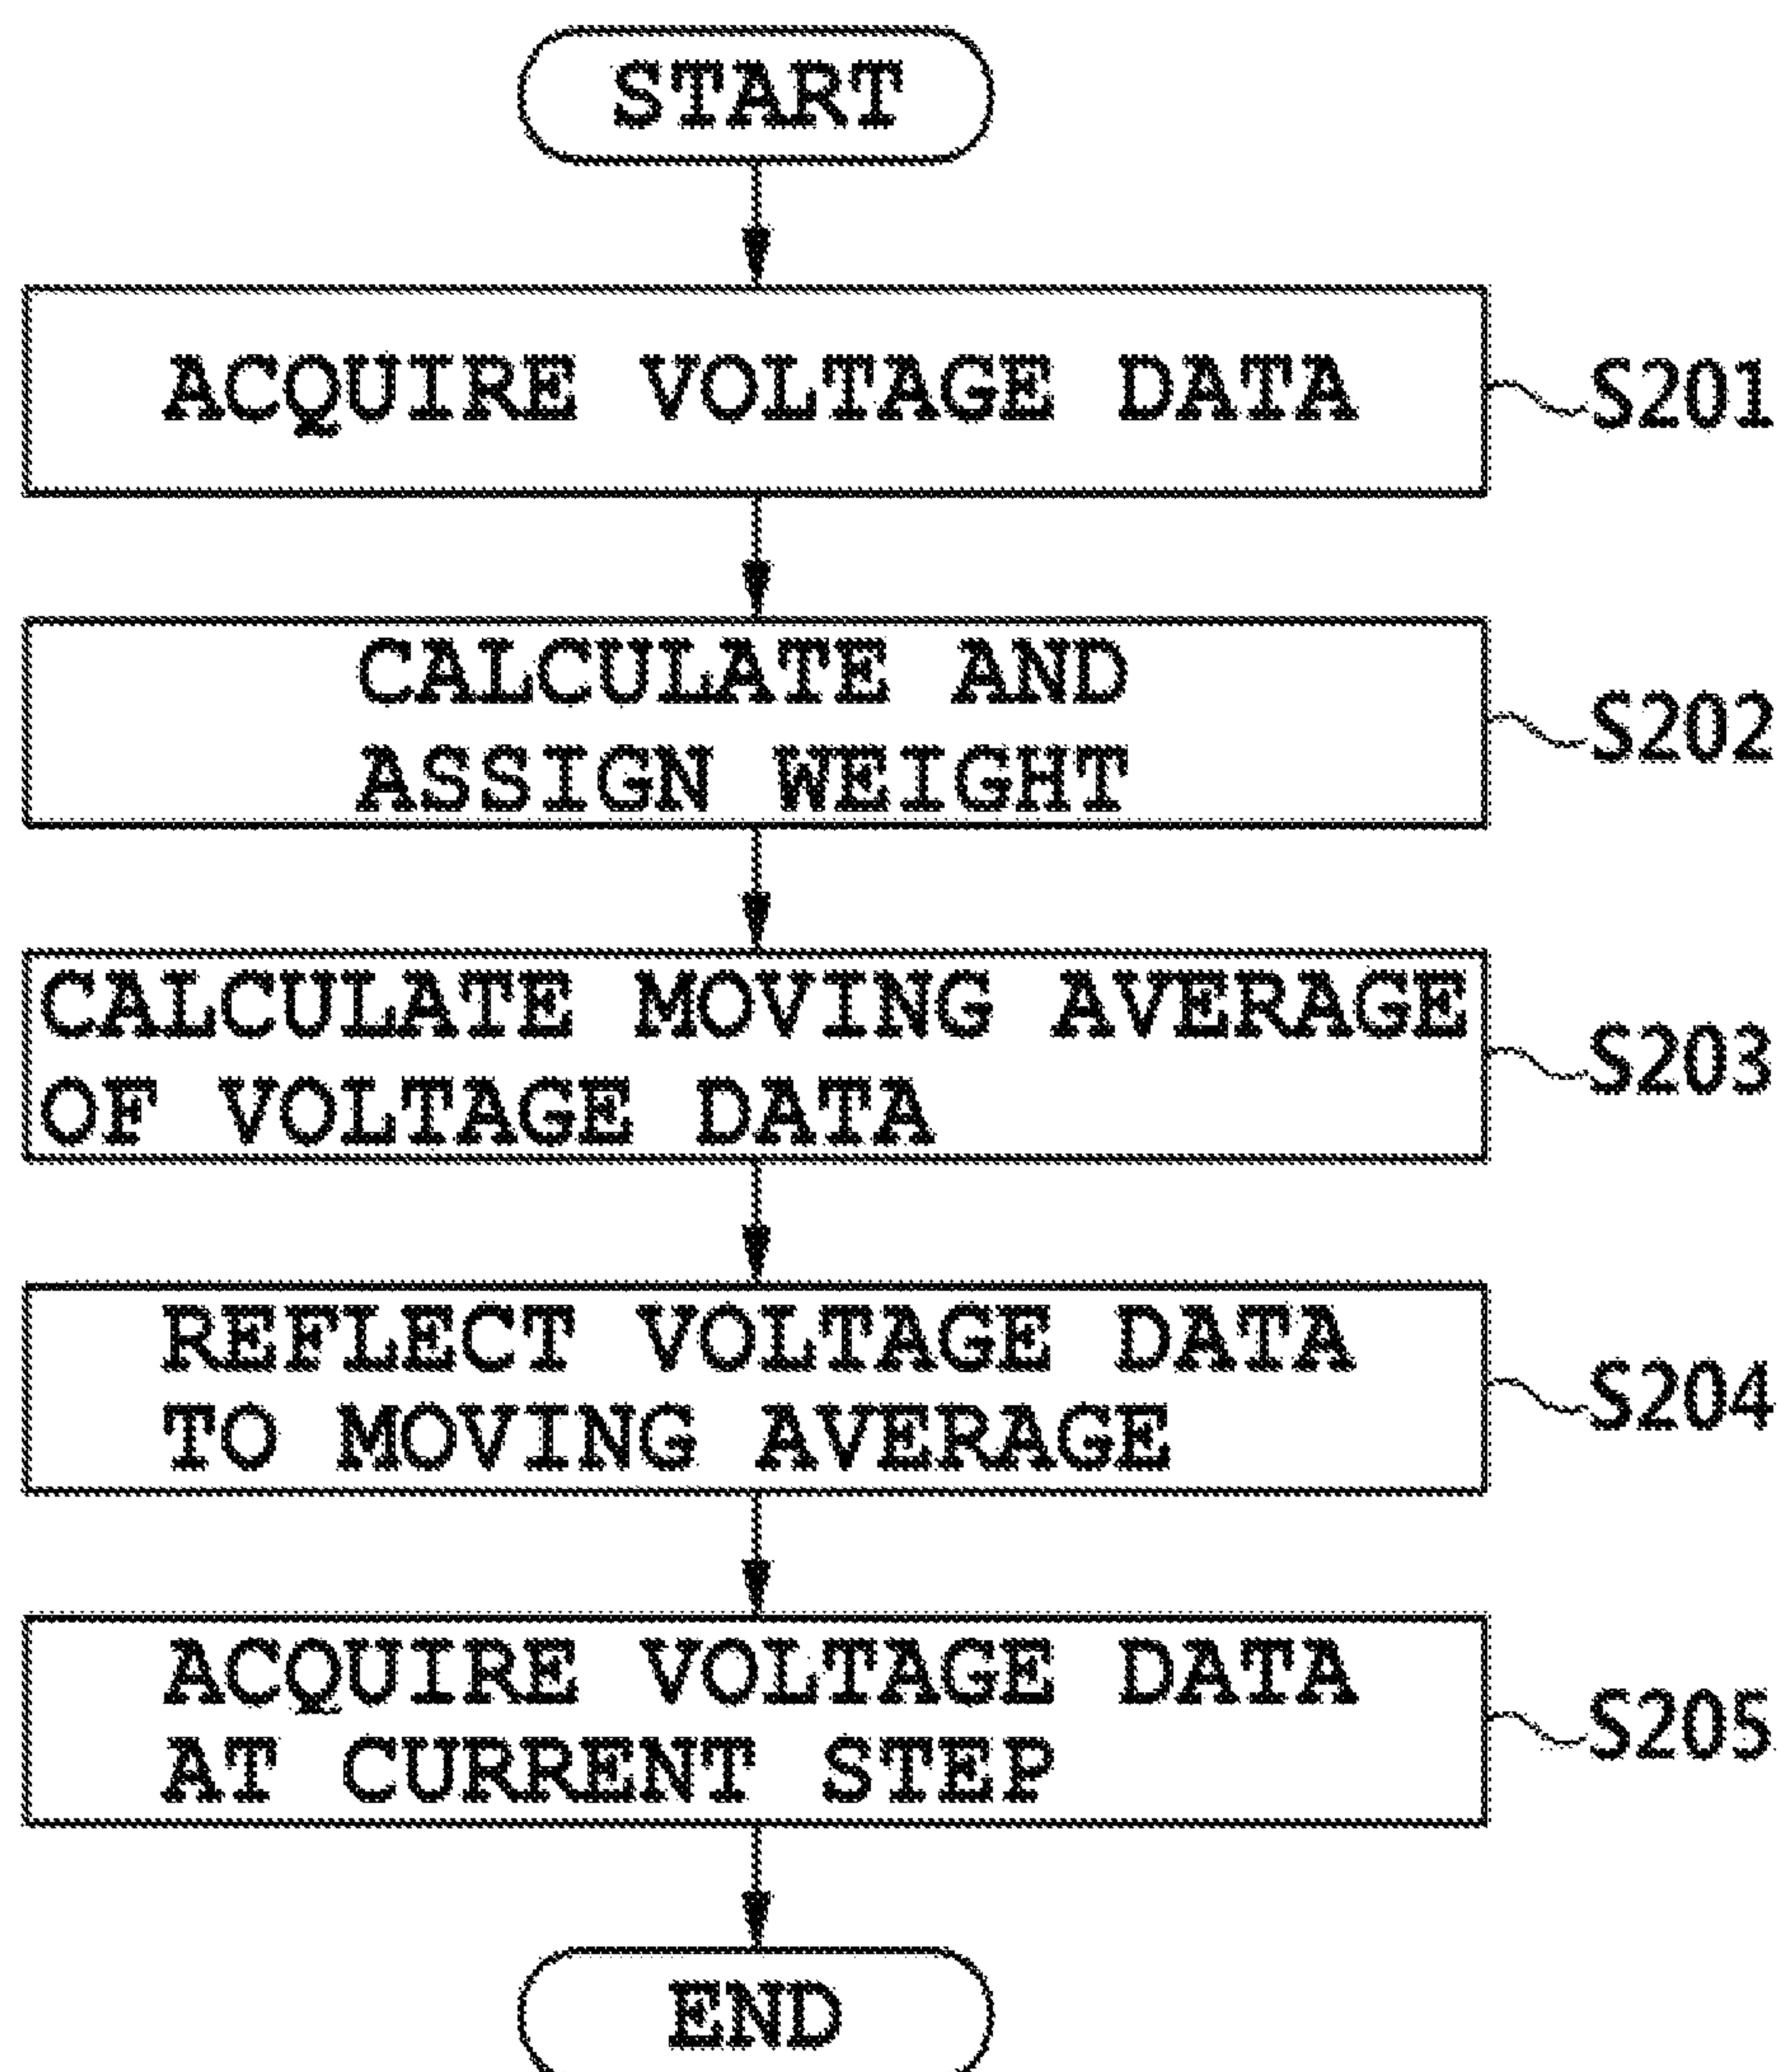 START
ACQUIRE VOLTAGE DATA
S201
CALCULATE AND
ASSIGN WEIGHT
S202
CALCULATE MOVING AVERAGE
OF VOLTAGE DATA
S203
REFLECT VOLTAGE DATA
TO MOVING AVERAGE
S204
ACQUIRE VOLTAGE DATA
AT CURRENT STEP
S205
END